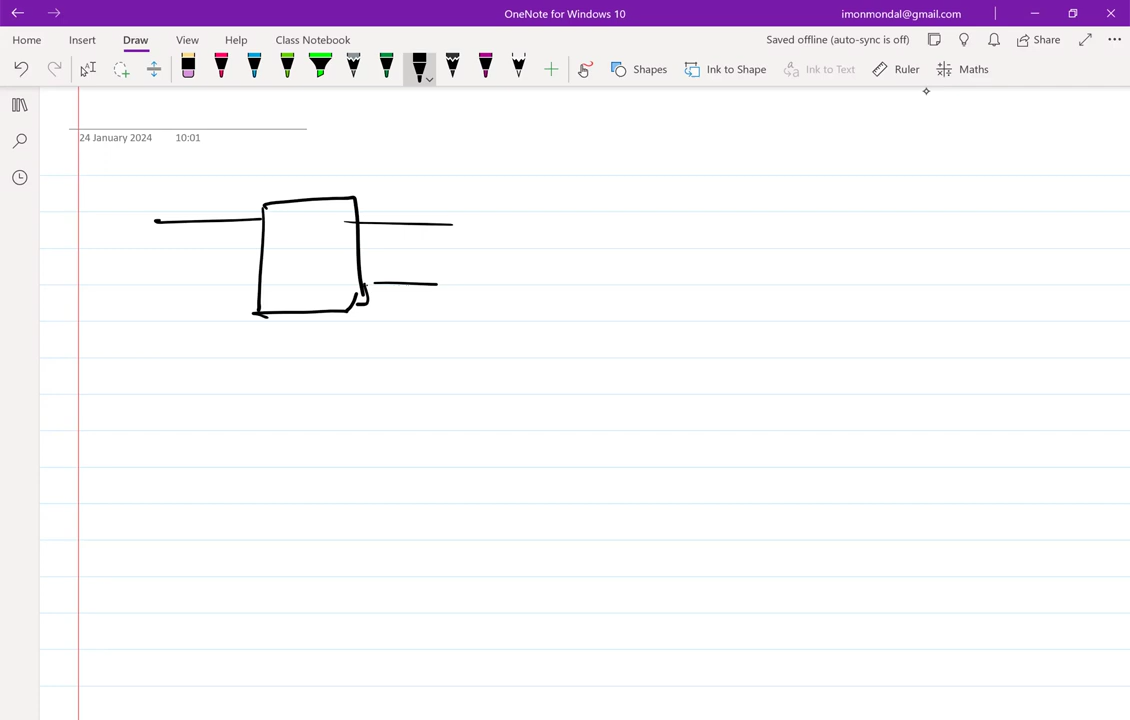 OneNote for Windows 10
imonmondal@gmail.com
Home Insert Draw View Help Class Notebook
Saved offline (auto-sync is off) Share
Shapes Ink to Shape Ink to Text Ruler Maths
24 January 2024 10:01